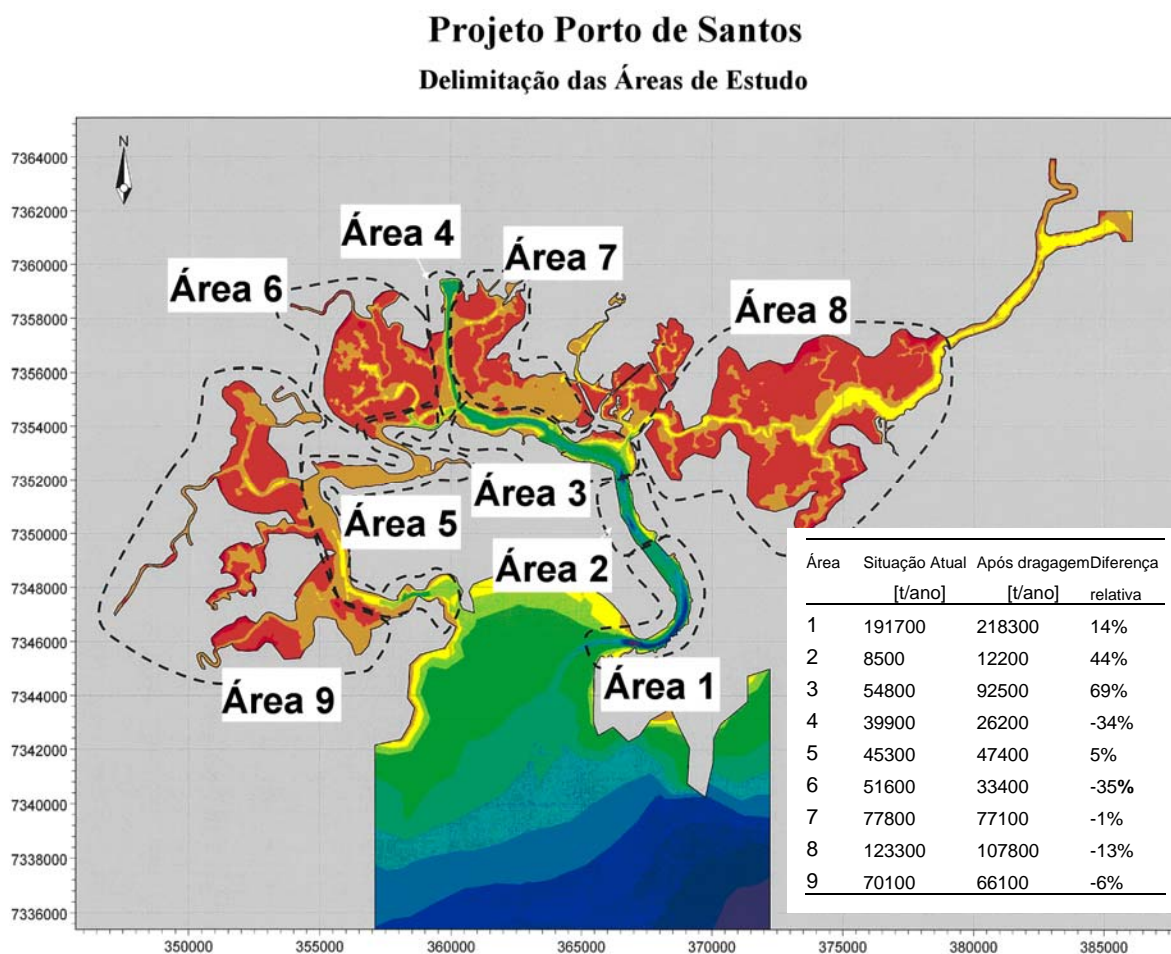 Projeto Porto de Santos
Delimitação das Áreas de Estudo
N
7364000
7362000
7360000
7358000
7356000
7354000
7352000
7350000
7348000
7346000
7344000
7342000
7340000
7338000
7336000
Área 4
Área 7
Área 6
Área 8
Área 3
Área 5
Área 2
Área 1
Área 9
Área Situação Atual Após dragagemDiferença
[t/ano] [t/ano] relativa
1 191700 218300 14%
2 8500 12200 44%
3 54800 92500 69%
4 39900 26200 -34%
5 45300 47400 5%
6 51600 33400 -35%
7 77800 77100 -1%
8 123300 107800 -13%
9 70100 66100 -6%
350000 355000 360000 365000 370000 375000 380000 385000